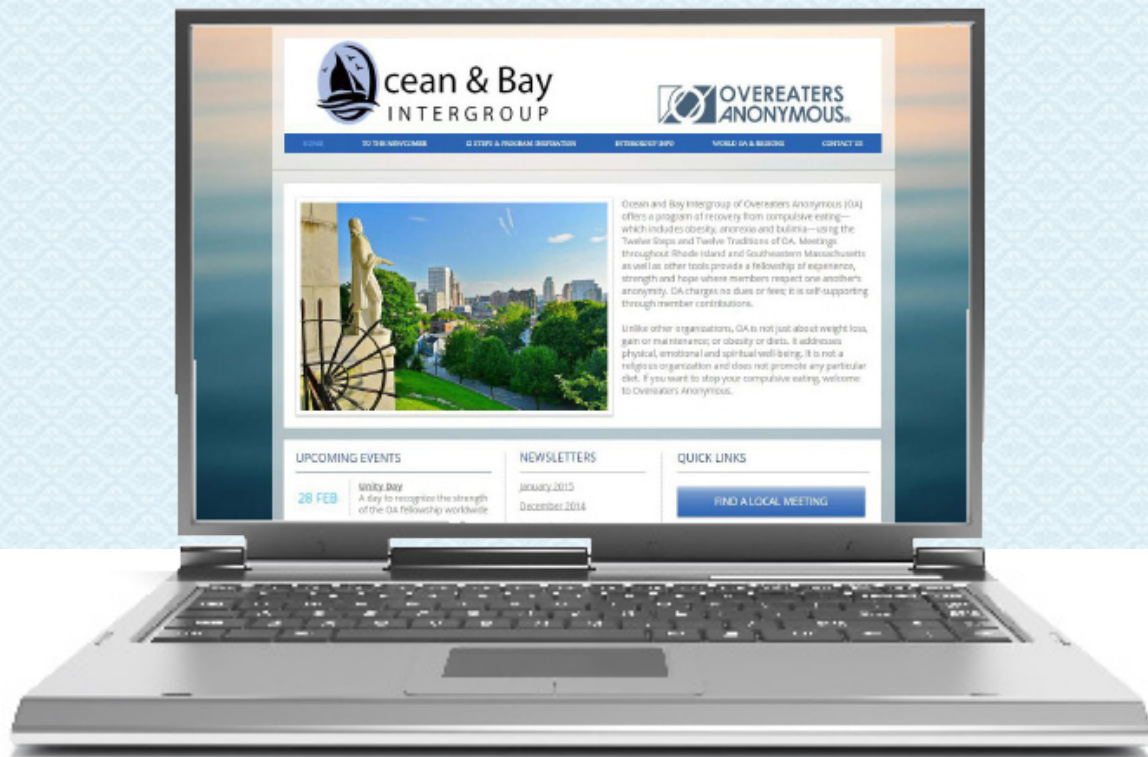 Ocean & Bay
INTERGROUP
OVEREATERS
ANONYMOUS®
HOME
TO THE NEWCOMER
12 STEPS & PROGRAM INSPIRATION
INTERGROUP INFO
WORLD OA & REGIONS
CONTACT US
Ocean and Bay Intergroup of Overeaters Anonymous (OA)
offers a program of recovery from compulsive eating—
which includes obesity, anorexia and bulimia—using the
Twelve Steps and Twelve Traditions of OA. Meetings
throughout Rhode Island and Southeastern Massachusetts
as well as other tools provide a fellowship of experience,
strength and hope where members respect one another's
anonymity. OA charges no dues or fees; it is self-supporting
through member contributions.
Unlike other organizations, OA is not just about weight loss,
gain or maintenance; or obesity or diets. It addresses
physical, emotional and spiritual well-being. It is not a
religious organization and does not promote any particular
diet. If you want to stop your compulsive eating, welcome
to Overeaters Anonymous.
UPCOMING EVENTS
28 FEB
Unity Day
A day to recognize the strength
of the OA fellowship worldwide
NEWSLETTERS
January 2015
December 2014
QUICK LINKS
FIND A LOCAL MEETING